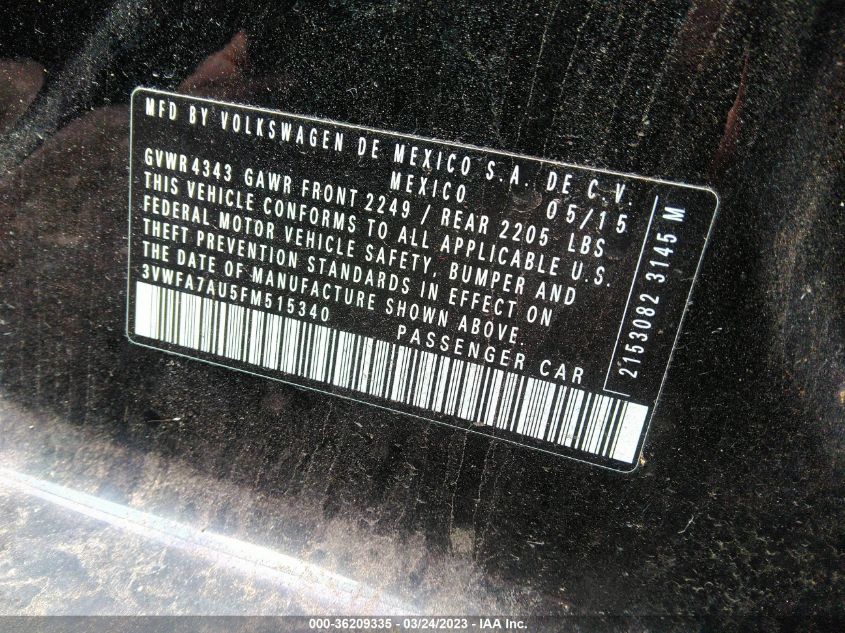 MFD BY VOLKSWAGEN DE MEXICO S.A. DE C.V.
MEXICO 05/15
GVWR 4343 GAWR FRONT 2249 / REAR 2205 LBS
THIS VEHICLE CONFORMS TO ALL APPLICABLE U.S.
FEDERAL MOTOR VEHICLE SAFETY, BUMPER AND
THEFT PREVENTION STANDARDS IN EFFECT ON
THE DATE OF MANUFACTURE SHOWN ABOVE.
3VWFA7AU5FM515340 PASSENGER CAR
2153082 3145 M
000-36209335 - 03/24/2023 - IAA Inc.